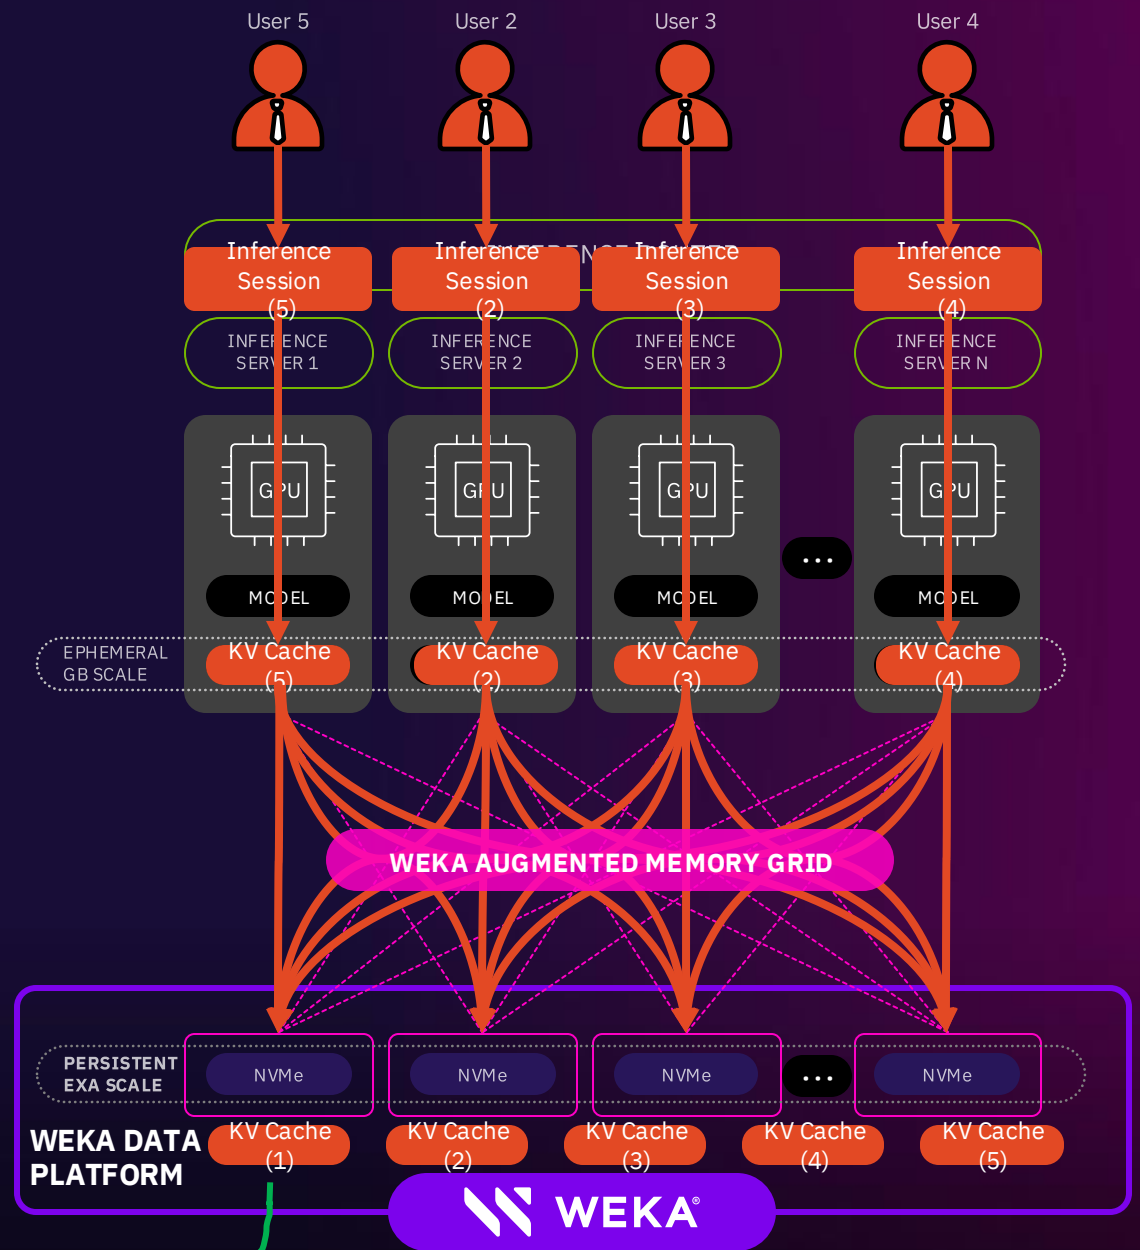 User 5
User 2
User 3
User 4
Inference
Session
(5)
Inference
Session
(2)
Inference
Session
(3)
Inference
Session
(4)
INFERENCE
SERVER 1
INFERENCE
SERVER 2
INFERENCE
SERVER 3
INFERENCE
SERVER N
GPU
GPU
GPU
GPU
...
MODEL
MODEL
MODEL
MODEL
EPHEMERAL
GB SCALE
KV Cache
(5)
KV Cache
(2)
KV Cache
(3)
KV Cache
(4)
WEKA AUGMENTED MEMORY GRID
PERSISTENT
EXA SCALE
NVMe
NVMe
NVMe
...
NVMe
WEKA DATA
PLATFORM
KV Cache
(1)
KV Cache
(2)
KV Cache
(3)
KV Cache
(4)
KV Cache
(5)
WEKA®